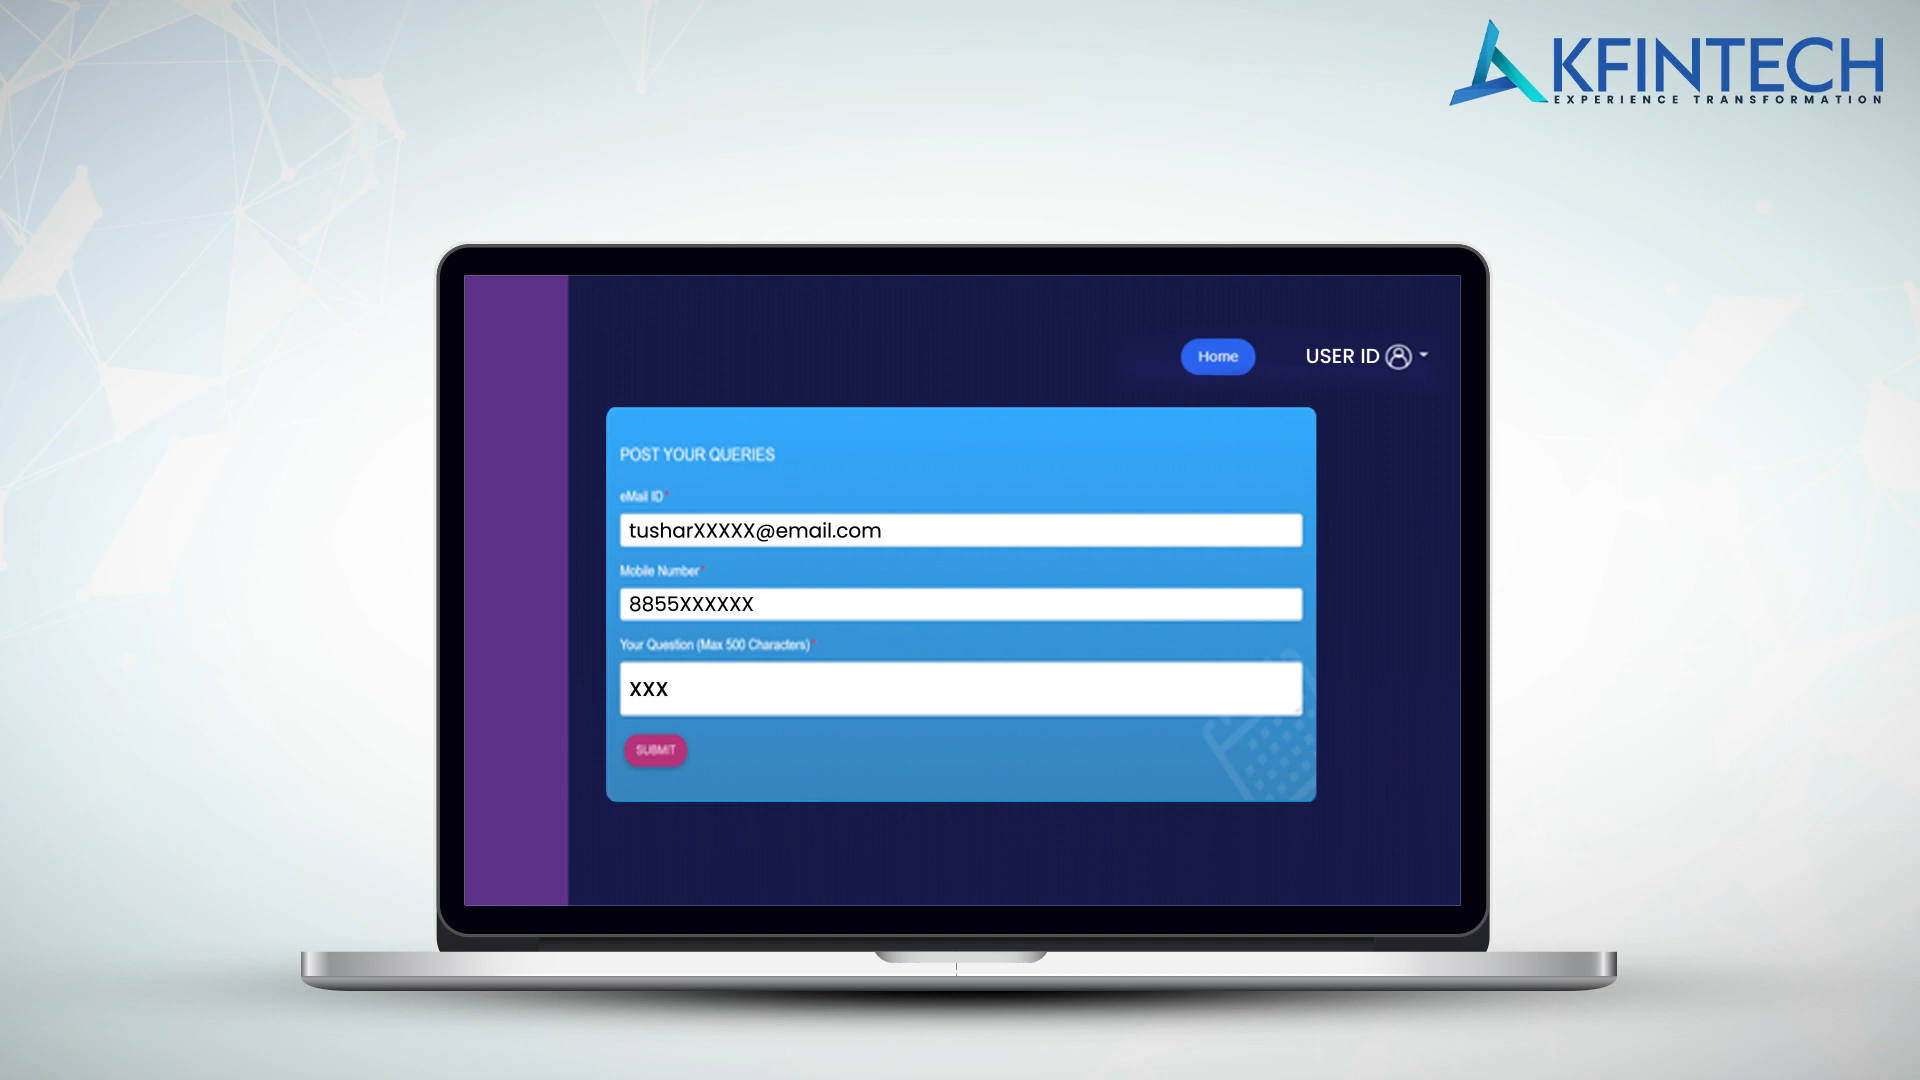 KFINTECH
EXPERIENCE TRANSFORMATION
Home
USER ID
POST YOUR QUERIES
eMail ID*
tusharXXXXX@email.com
Mobile Number*
8855XXXXXX
Your Question (Max 500 Characters)*
XXX
SUBMIT